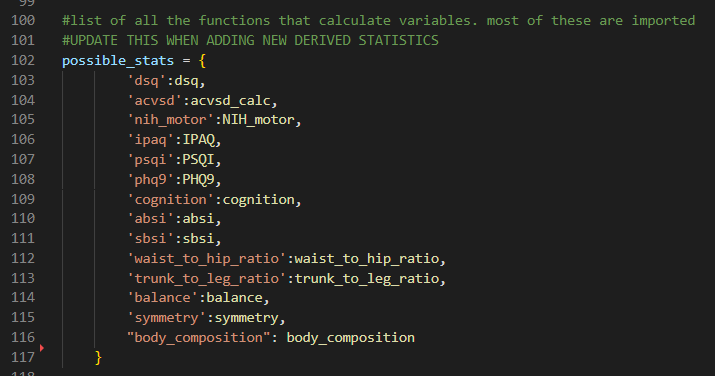 99
100 #list of all the functions that calculate variables. most of these are imported
101 #UPDATE THIS WHEN ADDING NEW DERIVED STATISTICS
102 possible_stats = {
103 'dsq':dsq,
104 'acvsd':acvsd_calc,
105 'nih_motor':NIH_motor,
106 'ipaq':IPAQ,
107 'psqi':PSQI,
108 'phq9':PHQ9,
109 'cognition':cognition,
110 'absi':absi,
111 'sbsi':sbsi,
112 'waist_to_hip_ratio':waist_to_hip_ratio,
113 'trunk_to_leg_ratio':trunk_to_leg_ratio,
114 'balance':balance,
115 'symmetry':symmetry,
116 "body_composition": body_composition
117 }
118